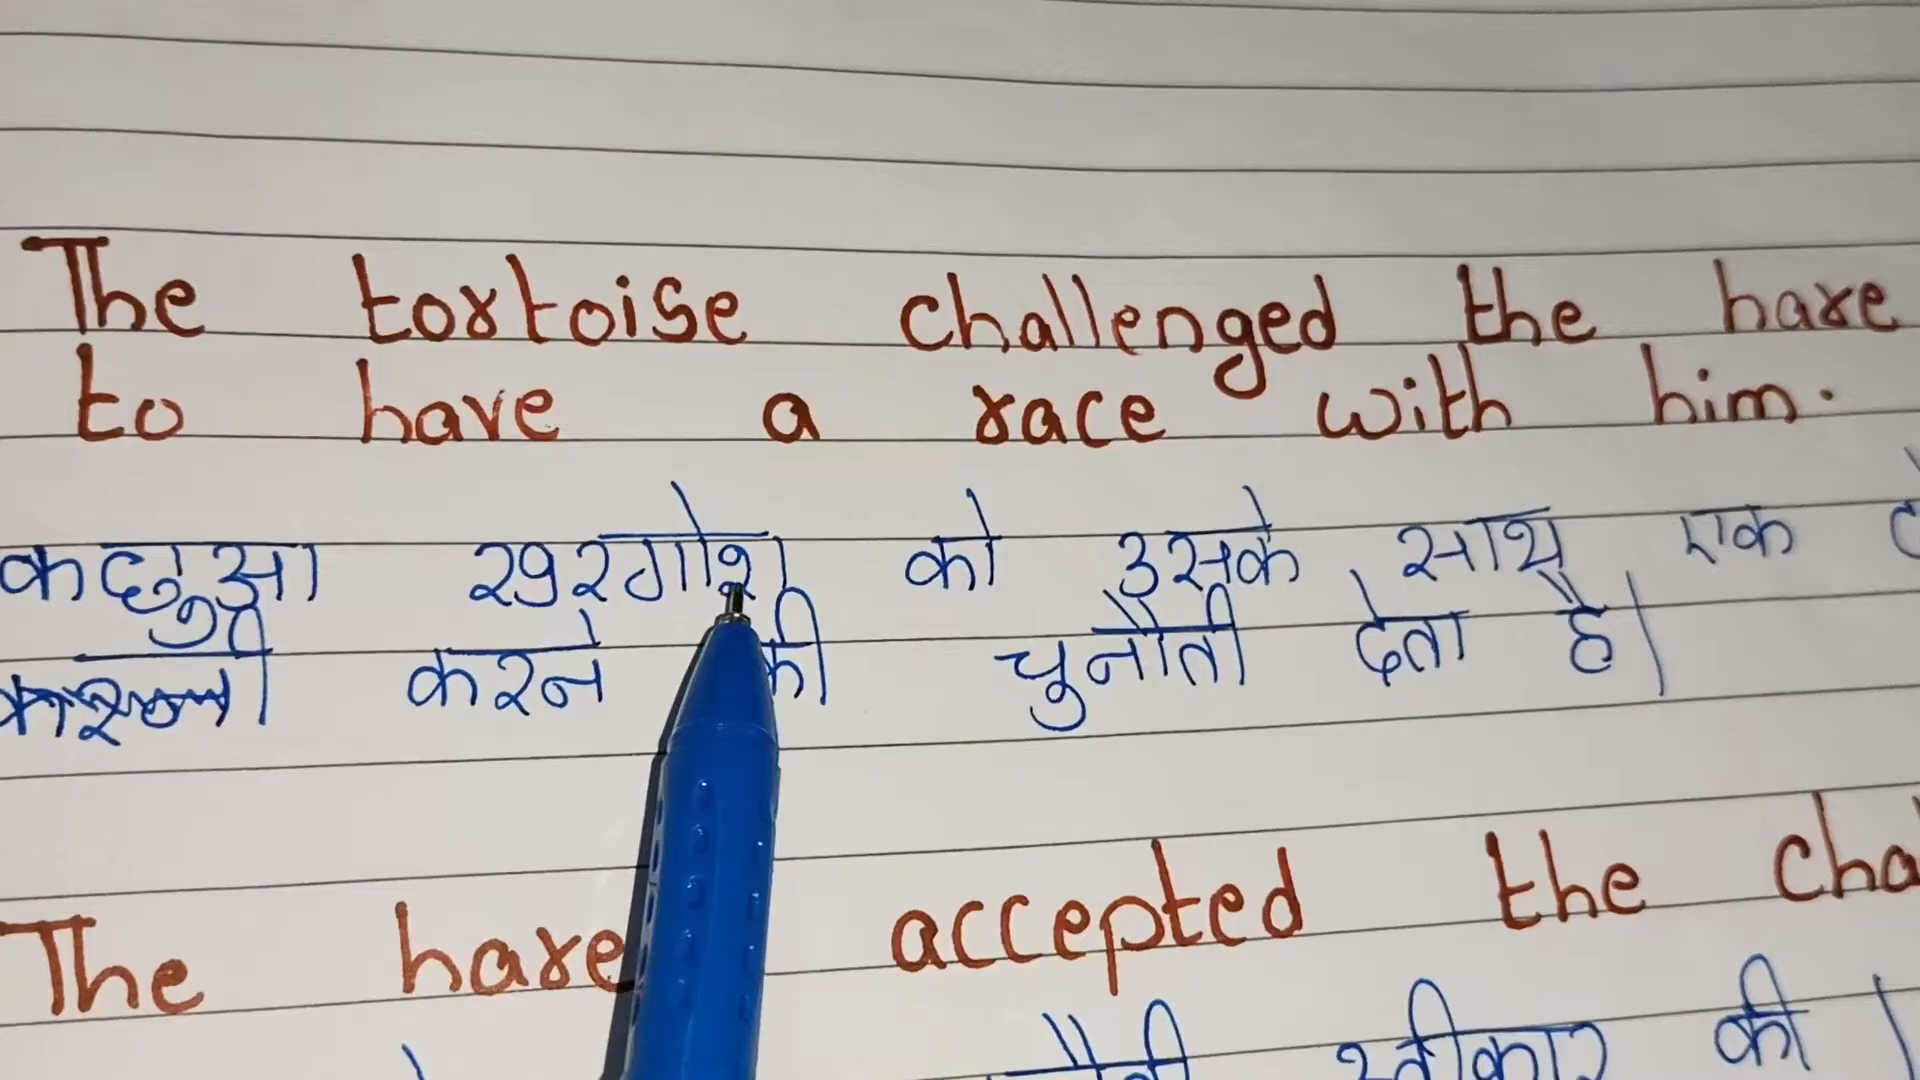 The tortoise challenged the hare
to have a race with him.
कछुआ खरगोश को उसके साथ एक
करने की चुनौती देता है।
The hare accepted the cha
स्वीकार की।